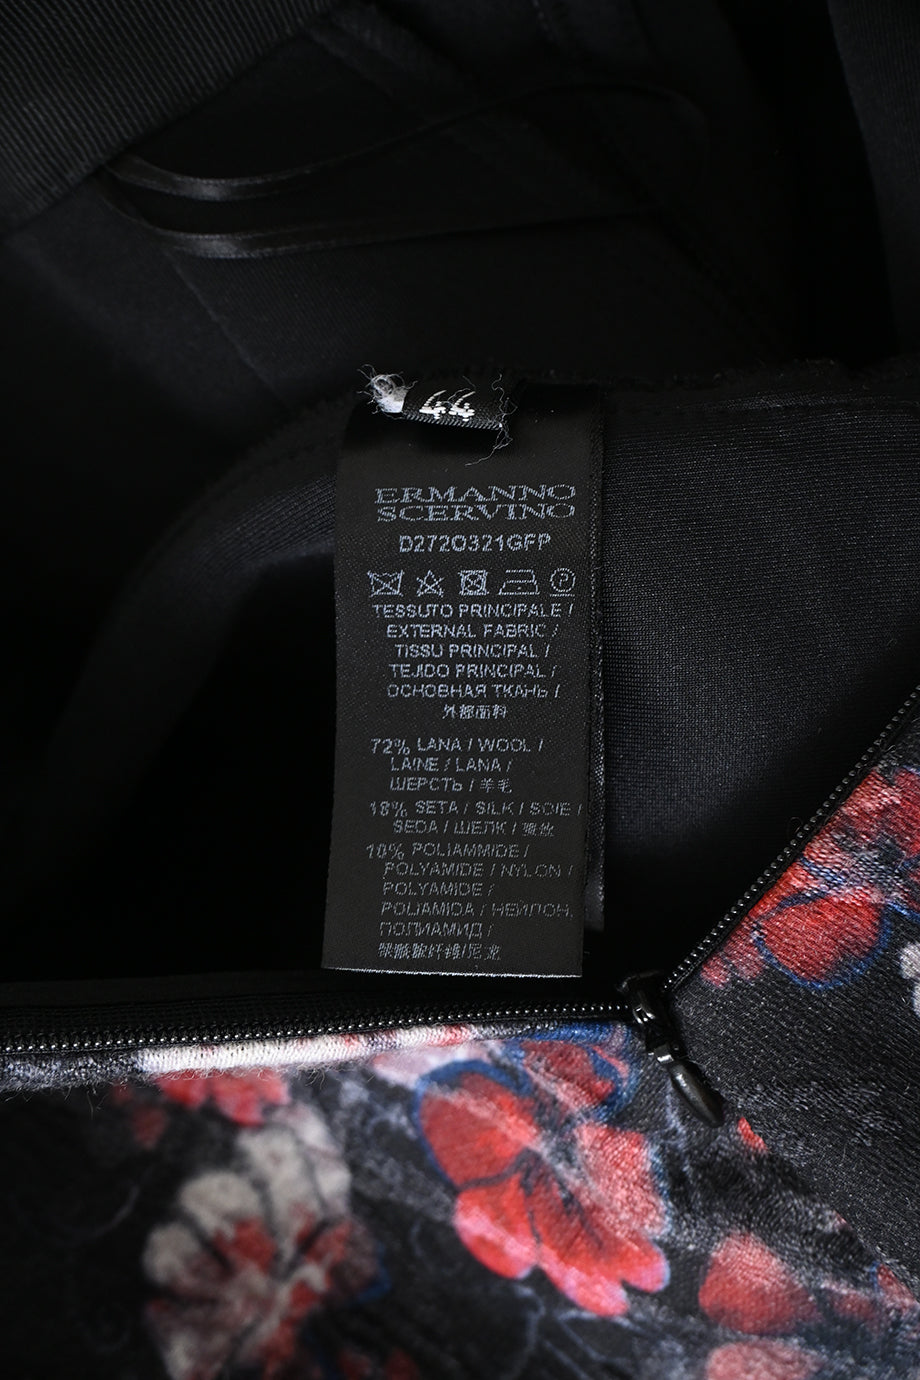 44
ERMANNO
SCERVINO
D272O321GFP
P
TESSUTO PRINCIPALE /
EXTERNAL FABRIC /
TISSU PRINCIPAL /
TEJIDO PRINCIPAL /
ОСНОВНАЯ ТКАНЬ /
外部面料
72% LANA / WOOL /
LAINE / LANA /
ШЕРСТЬ / 羊毛
18% SETA / SILK / SOIE /
SEDA / ШЕЛК /
10% POLIAMMIDE /
POLYAMIDE / NYLON /
POLYAMIDE /
POLIAMIDA / НЕЙЛОН,
ПОЛИАМИД /